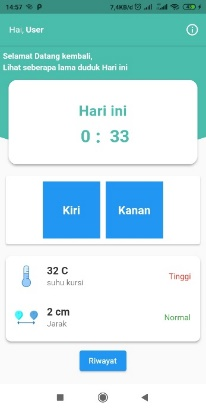 14:57
7,4KB/d
Hai, User
Selamat Datang kembali,
Lihat seberapa lama duduk Hari ini
Hari ini
0 : 33
Kiri
Kanan
32 C
suhu kursi
Tinggi
2 cm
Jarak
Normal
Riwayat